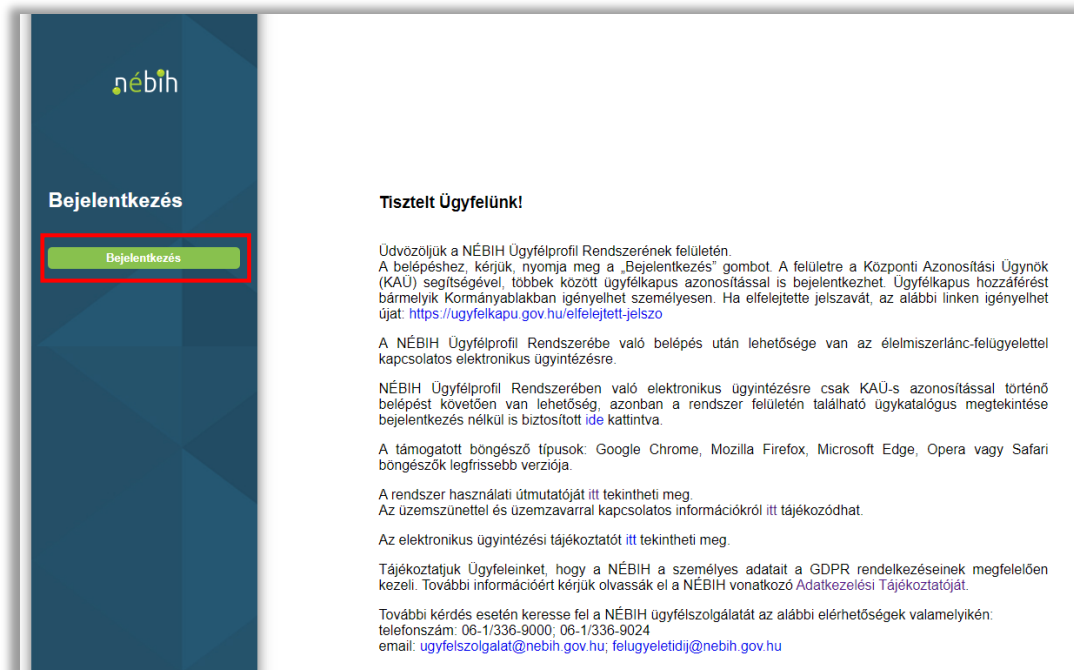 nébih
Bejelentkezés
Bejelentkezés
Tisztelt Ügyfelünk!
Üdvözöljük a NÉBIH Ügyfélprofil Rendszerének felületén.
A belépéshez, kérjük, nyomja meg a „Bejelentkezés” gombot. A felületre a Központi Azonosítási Ügynök
(KAÜ) segítségével, többek között ügyfélkapus azonosítással is bejelentkezhet. Ügyfélkapus hozzáférést
bármelyik Kormányablakban igényelhet személyesen. Ha elfelejtette jelszavát, az alábbi linken igényelhet
újat: https://ugyfelkapu.gov.hu/elfelejtett-jelszo
A NÉBIH Ügyfélprofil Rendszerébe való belépés után lehetősége van az élelmiszerlánc-felügyelettel
kapcsolatos elektronikus ügyintézésre.
NÉBIH Ügyfélprofil Rendszerében való elektronikus ügyintézésre csak KAÜ-s azonosítással történő
belépést követően van lehetőség, azonban a rendszer felületén található ügykatalógus megtekintése
bejelentkezés nélkül is biztosított ide kattintva.
A támogatott böngésző típusok: Google Chrome, Mozilla Firefox, Microsoft Edge, Opera vagy Safari
böngészők legfrissebb verziója.
A rendszer használati útmutatóját itt tekintheti meg.
Az üzemszünettel és üzemzavarral kapcsolatos információkról itt tájékozódhat.
Az elektronikus ügyintézési tájékoztatót itt tekintheti meg.
Tájékoztatjuk Ügyfeleinket, hogy a NÉBIH a személyes adatait a GDPR rendelkezéseinek megfelelően
kezeli. További információért kérjük olvassák el a NÉBIH vonatkozó Adatkezelési Tájékoztatóját.
További kérdés esetén keresse fel a NÉBIH ügyfélszolgálatát az alábbi elérhetőségek valamelyikén:
telefonszám: 06-1/336-9000; 06-1/336-9024
email: ugyfelszolgalat@nebih.gov.hu; felugyeletidij@nebih.gov.hu